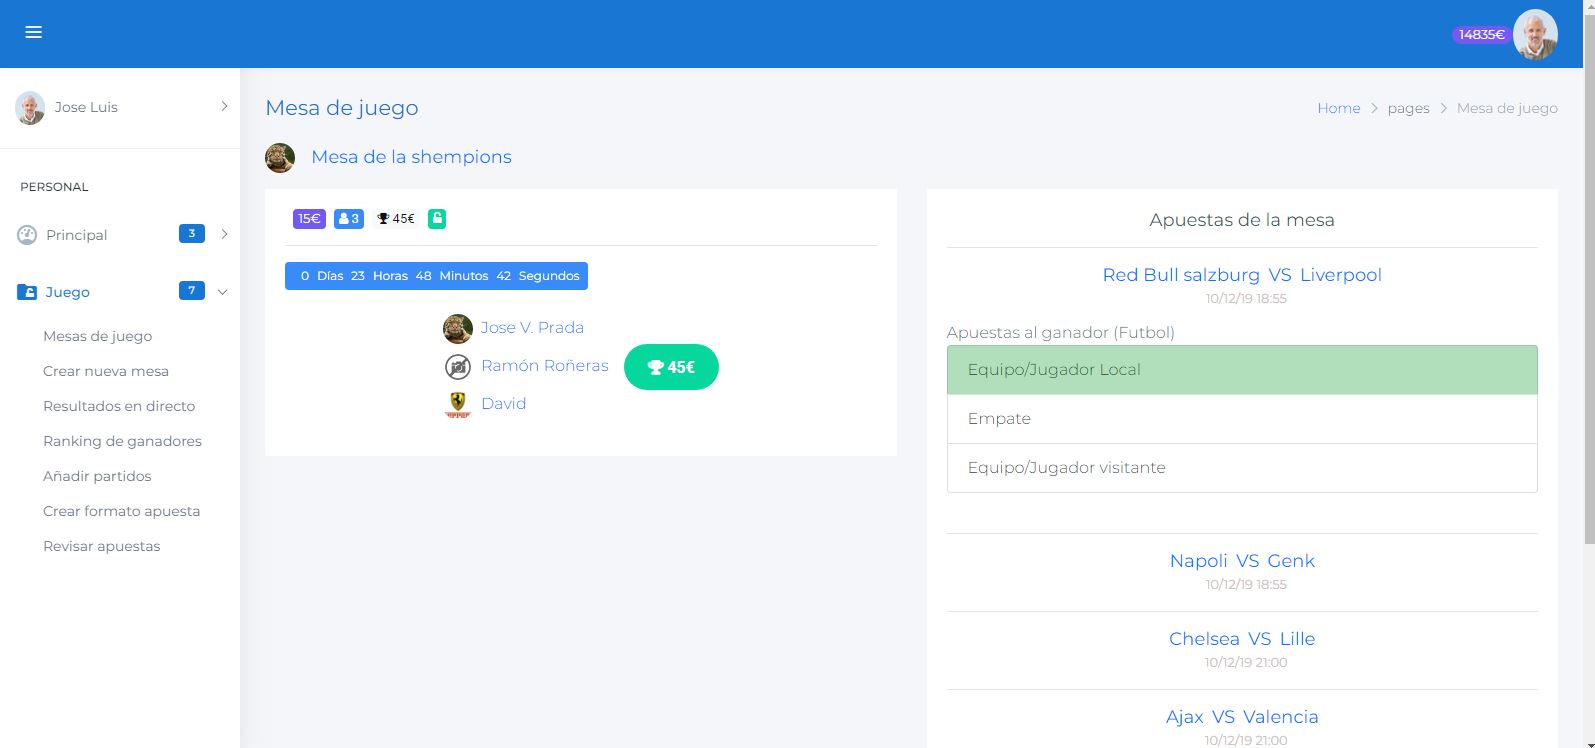 14835€
Jose Luis
PERSONAL
Principal 3
Juego 7
Mesas de juego
Crear nueva mesa
Resultados en directo
Ranking de ganadores
Añadir partidos
Crear formato apuesta
Revisar apuestas
Mesa de juego
Home > pages > Mesa de juego
Mesa de la shempions
15€ 3 45€
0 Días 23 Horas 48 Minutos 42 Segundos
Jose V. Prada
Ramón Roñeras
David
45€
Apuestas de la mesa
Red Bull salzburg VS Liverpool
10/12/19 18:55
Apuestas al ganador (Futbol)
Equipo/Jugador Local
Empate
Equipo/Jugador visitante
Napoli VS Genk
10/12/19 18:55
Chelsea VS Lille
10/12/19 21:00
Ajax VS Valencia
10/12/19 21:00